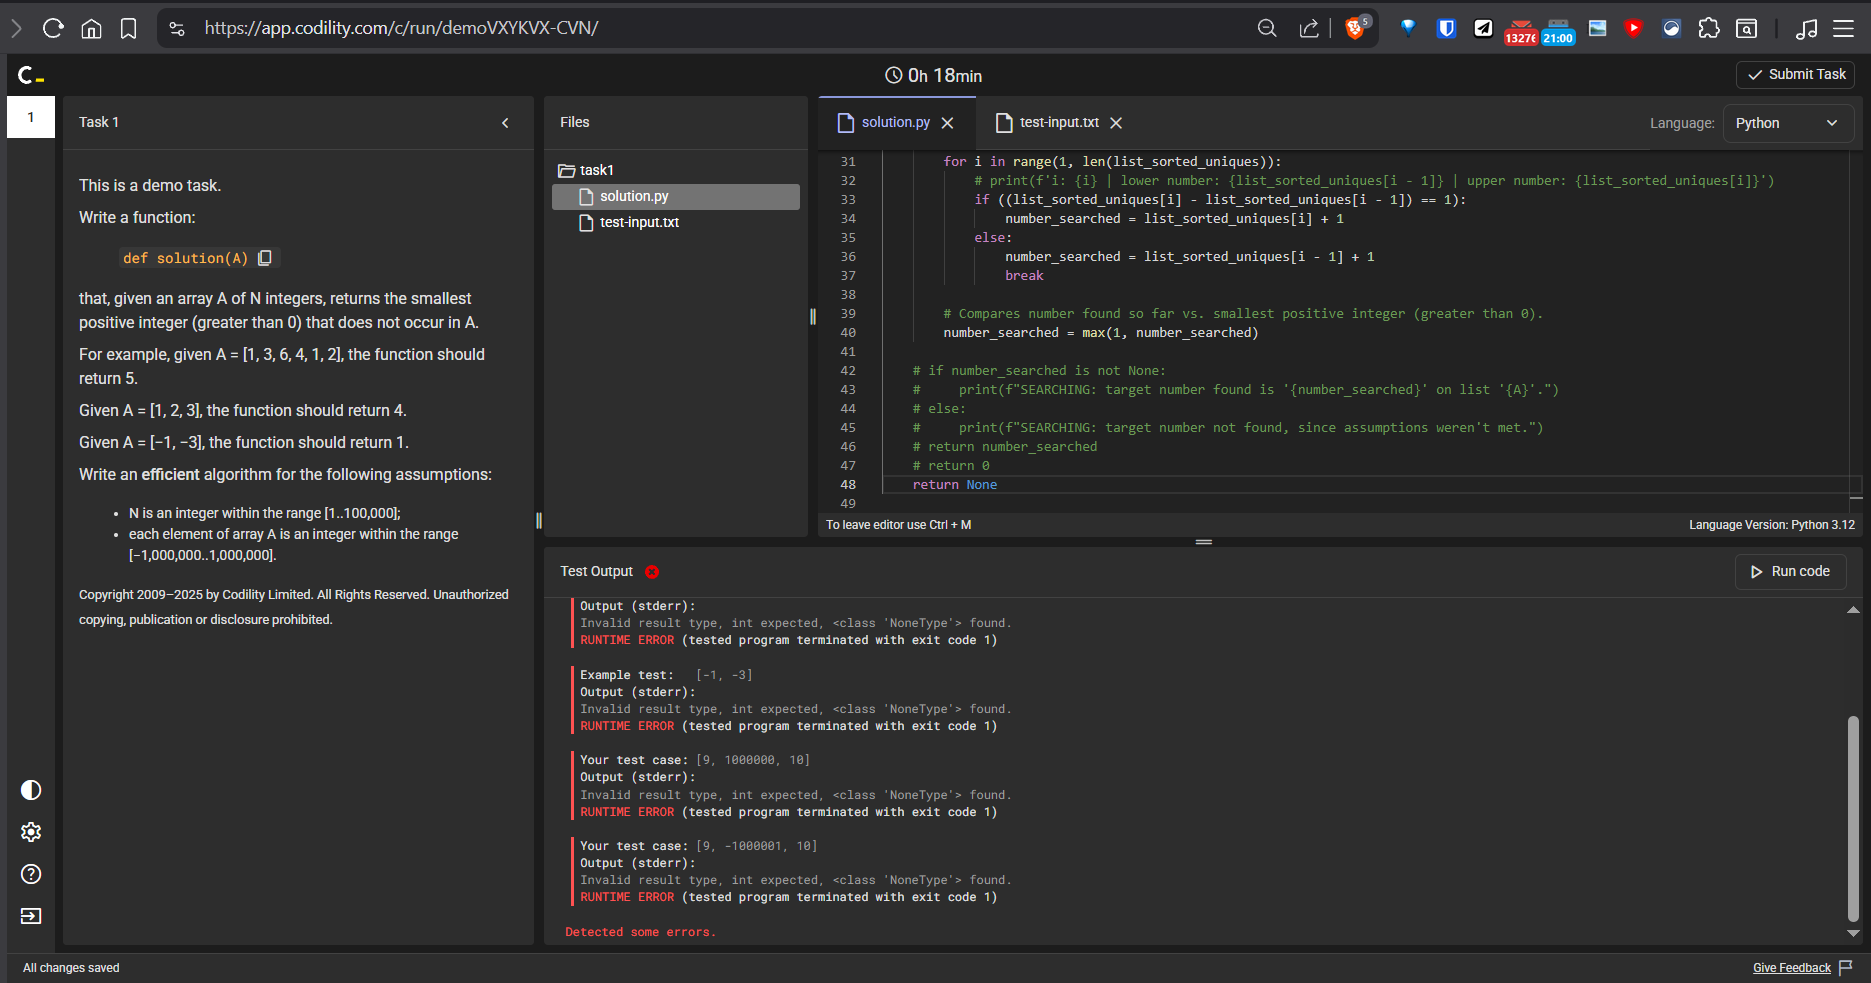 https://app.codility.com/c/run/demoVXYKVX-CVN/
5
13276
21:00
C_
0h 18min
Submit Task
1
Task 1
This is a demo task.
Write a function:
def solution(A)
that, given an array A of N integers, returns the smallest
positive integer (greater than 0) that does not occur in A.
For example, given A = [1, 3, 6, 4, 1, 2], the function should
return 5.
Given A = [1, 2, 3], the function should return 4.
Given A = [−1, −3], the function should return 1.
Write an efficient algorithm for the following assumptions:
• N is an integer within the range [1..100,000];
• each element of array A is an integer within the range
[−1,000,000..1,000,000].
Copyright 2009–2025 by Codility Limited. All Rights Reserved. Unauthorized
copying, publication or disclosure prohibited.
Files
task1
solution.py
test-input.txt
solution.py
test-input.txt
Language:
Python
31 for i in range(1, len(list_sorted_uniques)):
32 # print(f'i: {i} | lower number: {list_sorted_uniques[i - 1]} | upper number: {list_sorted_uniques[i]}')
33 if ((list_sorted_uniques[i] - list_sorted_uniques[i - 1]) == 1):
34 number_searched = list_sorted_uniques[i] + 1
35 else:
36 number_searched = list_sorted_uniques[i - 1] + 1
37 break
38
39 # Compares number found so far vs. smallest positive integer (greater than 0).
40 number_searched = max(1, number_searched)
41
42 # if number_searched is not None:
43 #     print(f"SEARCHING: target number found is '{number_searched}' on list '{A}'.")
44 # else:
45 #     print(f"SEARCHING: target number not found, since assumptions weren't met.")
46 # return number_searched
47 # return 0
48 return None
49
To leave editor use Ctrl + M
Language Version: Python 3.12
Test Output
Run code
Output (stderr):
Invalid result type, int expected, <class 'NoneType'> found.
RUNTIME ERROR (tested program terminated with exit code 1)
Example test:   [-1, -3]
Output (stderr):
Invalid result type, int expected, <class 'NoneType'> found.
RUNTIME ERROR (tested program terminated with exit code 1)
Your test case: [9, 1000000, 10]
Output (stderr):
Invalid result type, int expected, <class 'NoneType'> found.
RUNTIME ERROR (tested program terminated with exit code 1)
Your test case: [9, -1000001, 10]
Output (stderr):
Invalid result type, int expected, <class 'NoneType'> found.
RUNTIME ERROR (tested program terminated with exit code 1)
Detected some errors.
All changes saved
Give Feedback